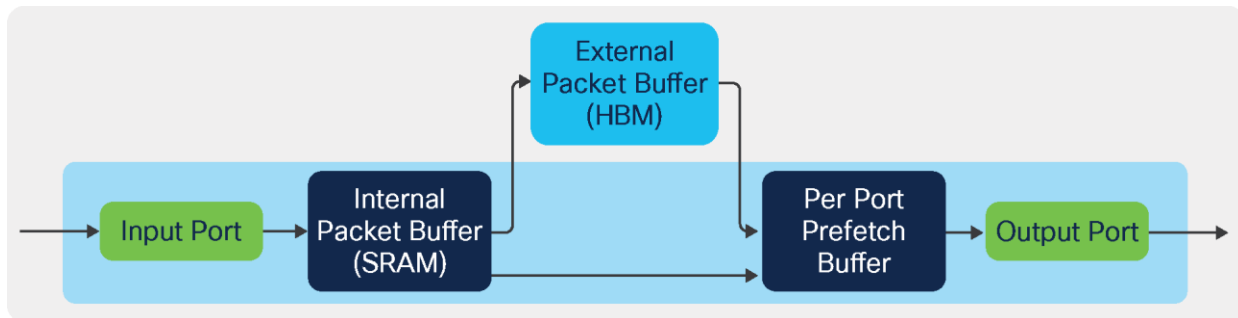 External
Packet Buffer
(HBM)
Input Port
Internal
Packet Buffer
(SRAM)
Per Port
Prefetch
Buffer
Output Port